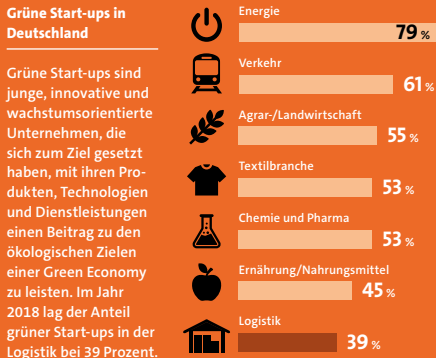 Grüne Start-ups in
Deutschland
Grüne Start-ups sind
junge, innovative und
wachstumsorientierte
Unternehmen, die
sich zum Ziel gesetzt
haben, mit ihren Pro-
dukten, Technologien
und Dienstleistungen
einen Beitrag zu den
ökologischen Zielen
einer Green Economy
zu leisten. Im Jahr
2018 lag der Anteil
grüner Start-ups in der
Logistik bei 39 Prozent.
Energie
79 %
Verkehr
61 %
Agrar-/Landwirtschaft
55 %
Textilbranche
53 %
Chemie und Pharma
53 %
Ernährung/Nahrungsmittel
45 %
Logistik
39 %